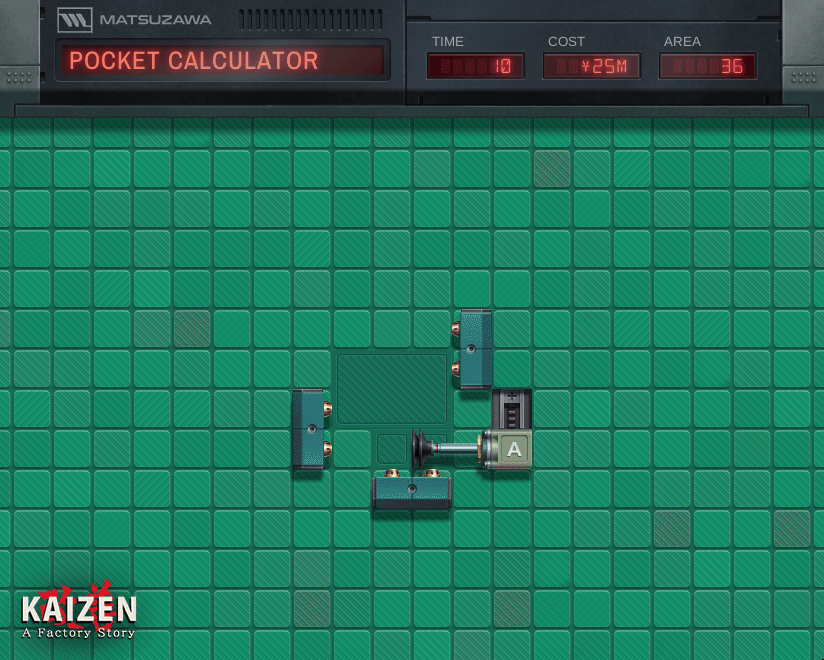 MATSUZAWA
POCKET CALCULATOR
TIME
10
COST
¥25M
AREA
36
A
KAIZEN
A Factory Story